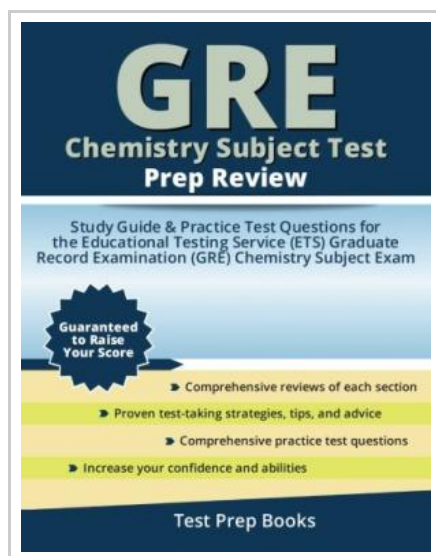 GRE
Chemistry Subject Test
Prep Review
Study Guide & Practice Test Questions for
the Educational Testing Service (ETS) Graduate
Record Examination (GRE) Chemistry Subject Exam
Guaranteed
to Raise
Your Score
Comprehensive reviews of each section
Proven test-taking strategies, tips, and advice
Comprehensive practice test questions
Increase your confidence and abilities
Test Prep Books